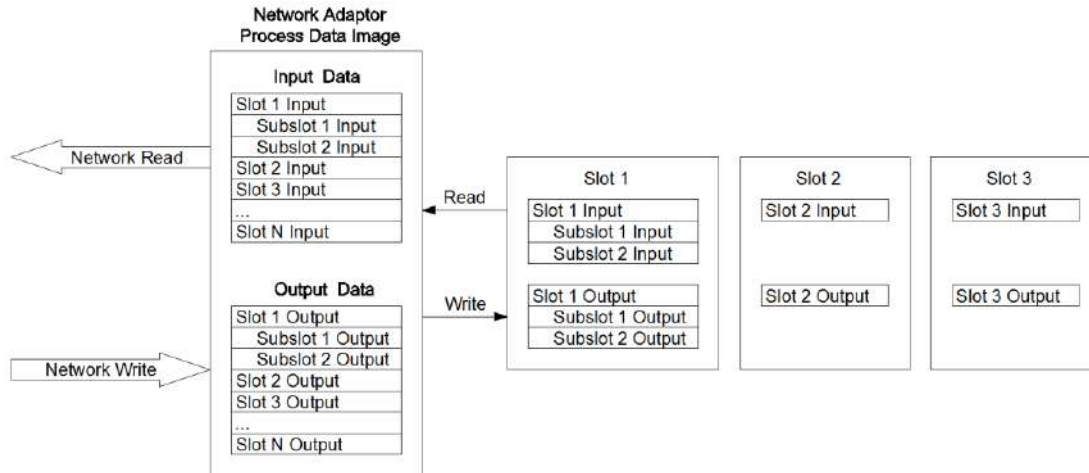 Network Adaptor
Process Data Image
Input Data
Slot 1 Input
Subslot 1 Input
Subslot 2 Input
Slot 2 Input
Slot 3 Input
...
Slot N Input
Network Read
Output Data
Slot 1 Output
Subslot 1 Output
Subslot 2 Output
Slot 2 Output
Slot 3 Output
...
Slot N Output
Network Write
Read
Write
Slot 1
Slot 1 Input
Subslot 1 Input
Subslot 2 Input
Slot 1 Output
Subslot 1 Output
Subslot 2 Output
Slot 2
Slot 2 Input
Slot 2 Output
Slot 3
Slot 3 Input
Slot 3 Output